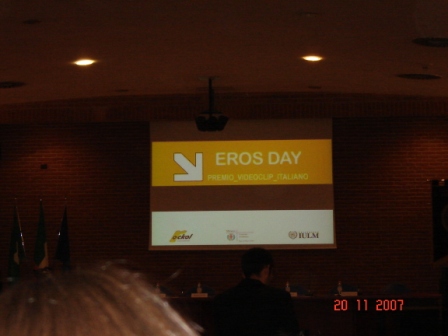 EROS DAY
PREMIO_VIDEOCLIP_ITALIANO
IULM
20 11 2007